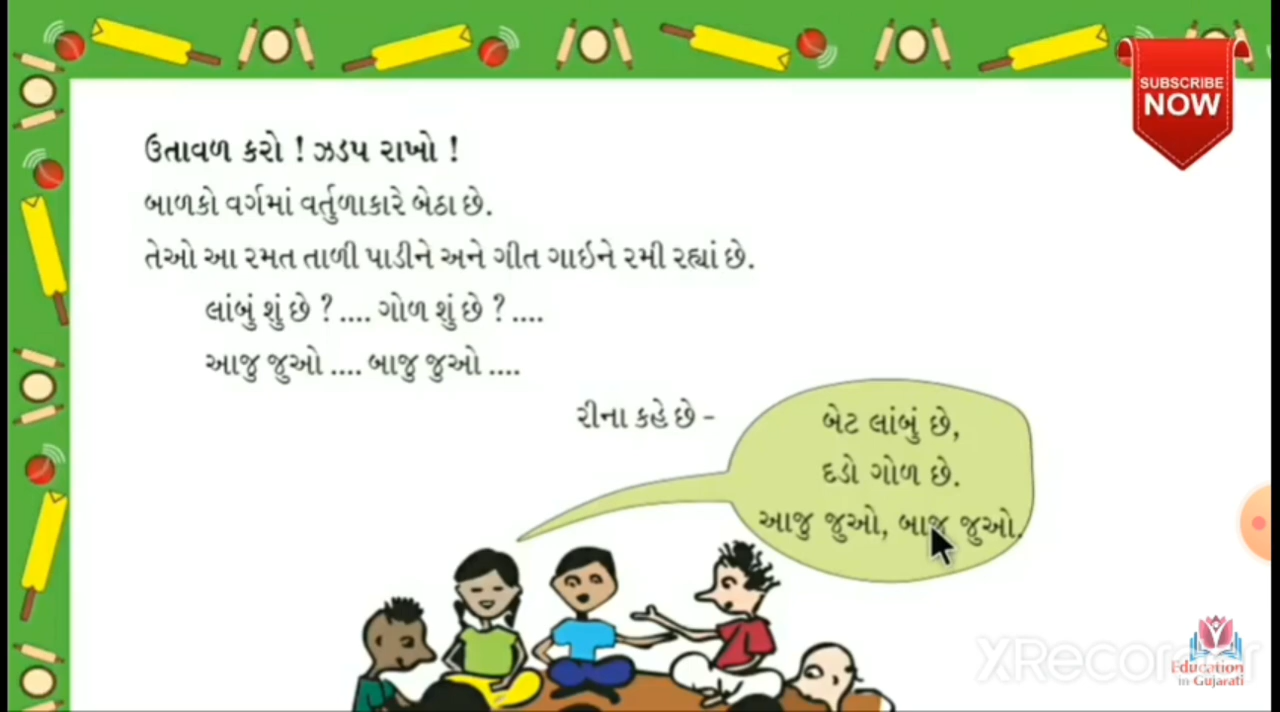 SUBSCRIBE
NOW
ઉતાવળ કરો ! ઝડપ રાખો !
બાળકો વર્ગમાં વર્તુળાકારે બેઠા છે.
તેઓ આ રમત તાળી પાડીને અને ગીત ગાઇને રમી રહ્યાં છે.
લાંબું શું છે ? .... ગોળ શું છે ? ....
આજુ જુઓ .... બાજુ જુઓ ....
રીના કહે છે -
બેટ લાંબું છે,
દડો ગોળ છે.
આજુ જુઓ, બાજુ જુઓ.
XRecorder
Education
in Gujarati